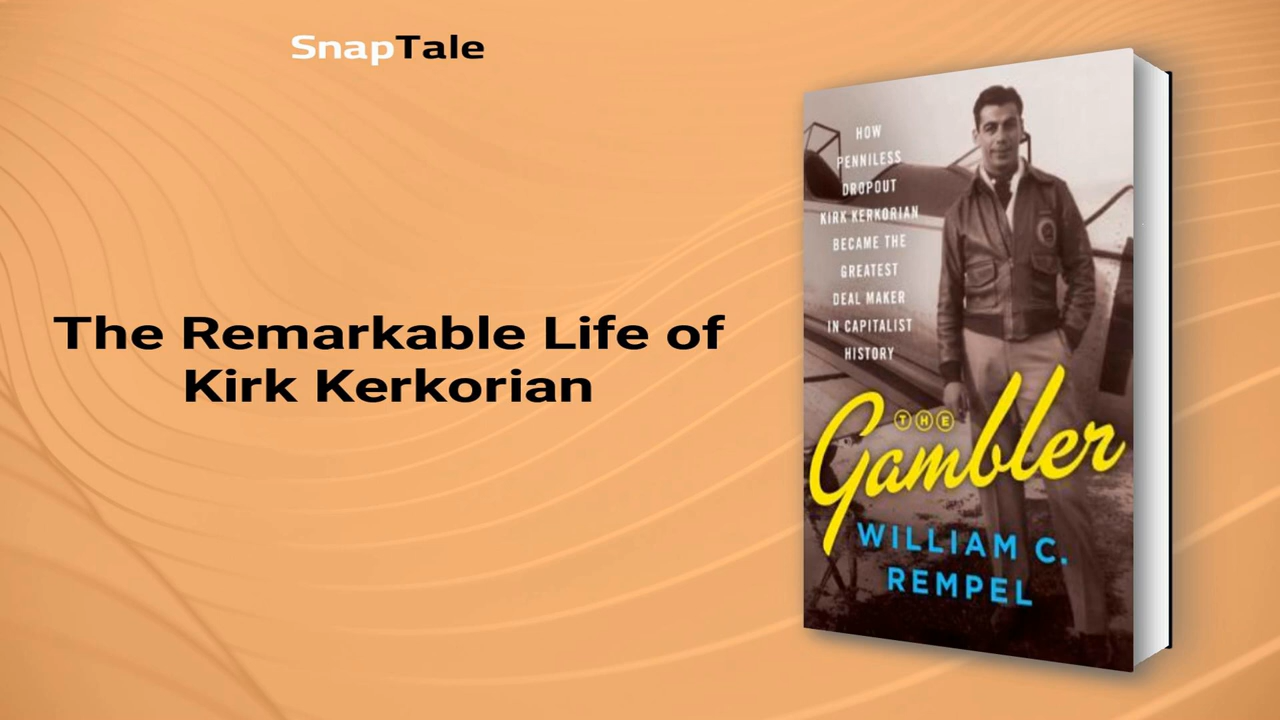 SnapTale
The Remarkable Life of
Kirk Kerkorian
HOW
PENNILESS
DROPOUT
KIRK KERKORIAN
BECAME THE
GREATEST
DEAL MAKER
IN CAPITALIST
HISTORY
THE
Gambler
WILLIAM C.
REMPEL